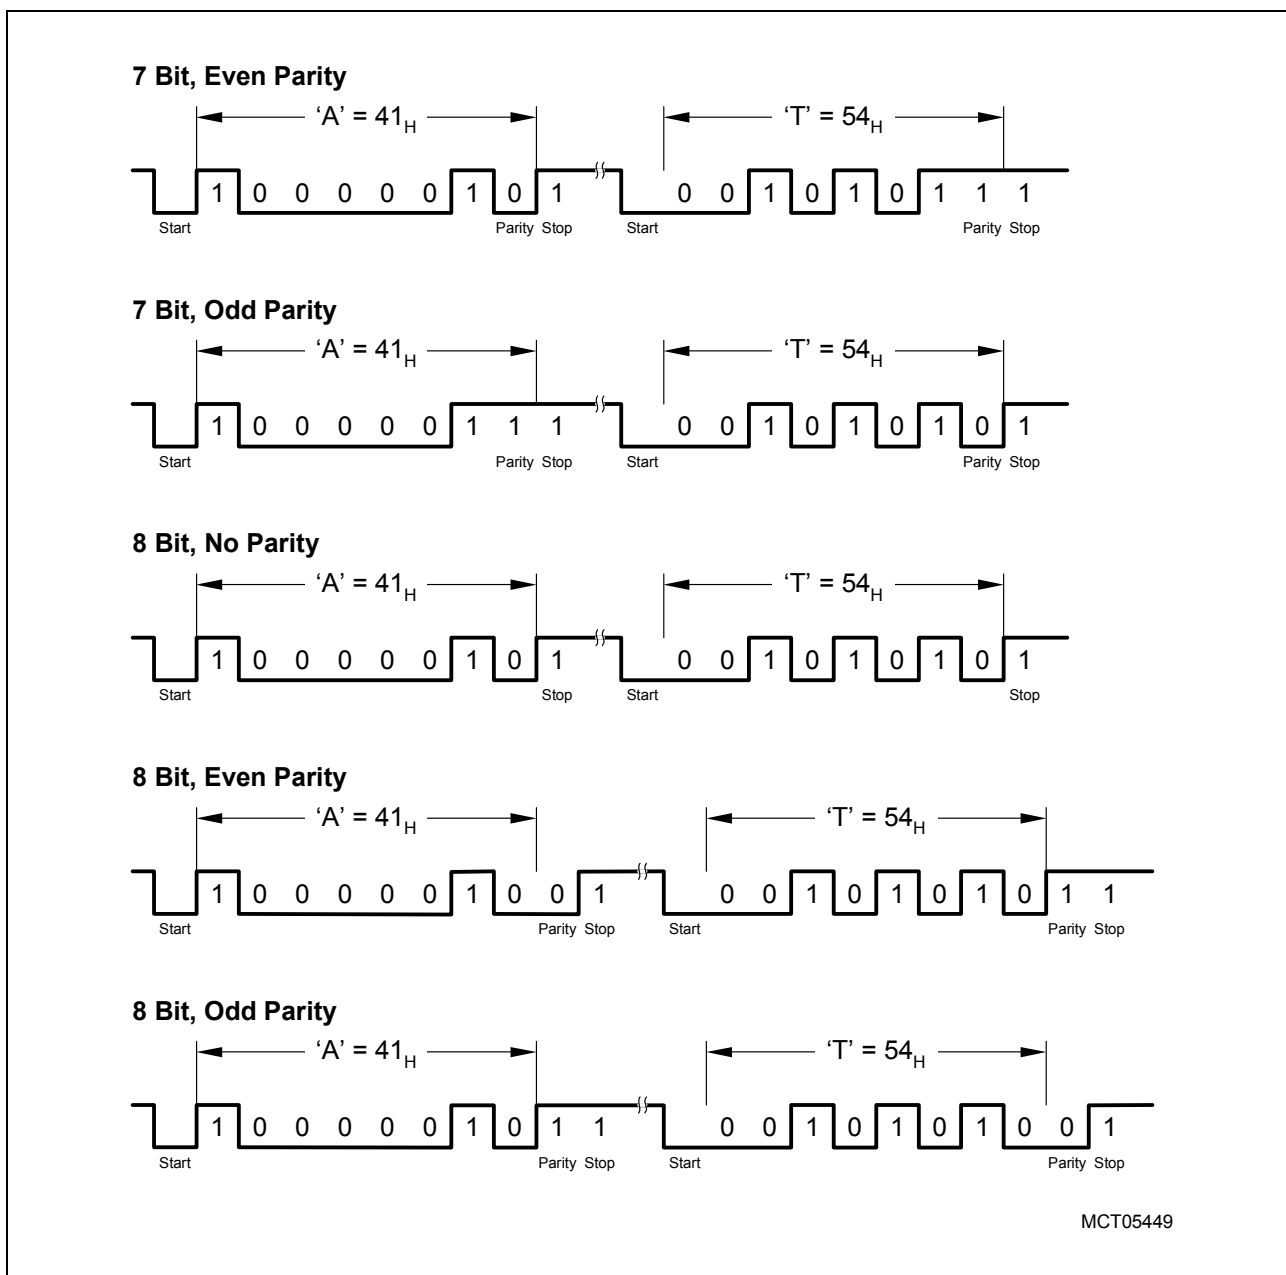 7 Bit, Even Parity
‘A’ = 41H ‘T’ = 54H
1 0 0 0 0 0 1 0 1 0 0 1 0 1 0 1 1 1
Start Parity Stop Start Parity Stop
7 Bit, Odd Parity
‘A’ = 41H ‘T’ = 54H
1 0 0 0 0 0 1 1 1 0 0 1 0 1 0 1 0 1
Start Parity Stop Start Parity Stop
8 Bit, No Parity
‘A’ = 41H ‘T’ = 54H
1 0 0 0 0 0 1 0 1 0 0 1 0 1 0 1 0 1
Start Stop Start Stop
8 Bit, Even Parity
‘A’ = 41H ‘T’ = 54H
1 0 0 0 0 0 1 0 0 1 0 0 1 0 1 0 1 0 1 1
Start Parity Stop Start Parity Stop
8 Bit, Odd Parity
‘A’ = 41H ‘T’ = 54H
1 0 0 0 0 0 1 0 1 1 0 0 1 0 1 0 1 0 0 1
Start Parity Stop Start Parity Stop
MCT05449